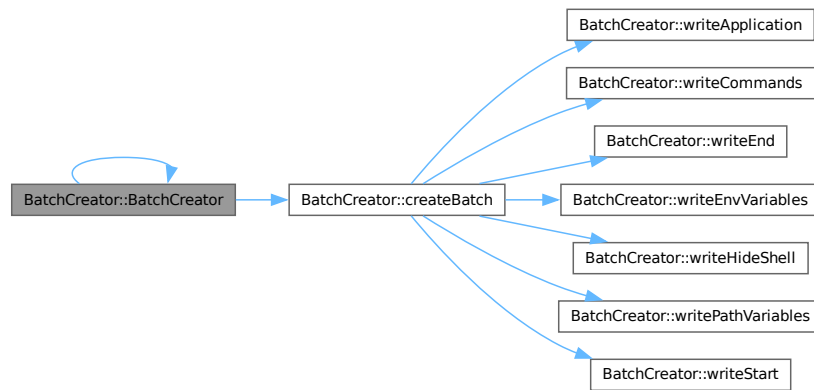 BatchCreator::BatchCreator
BatchCreator::createBatch
BatchCreator::writeApplication
BatchCreator::writeCommands
BatchCreator::writeEnd
BatchCreator::writeEnvVariables
BatchCreator::writeHideShell
BatchCreator::writePathVariables
BatchCreator::writeStart